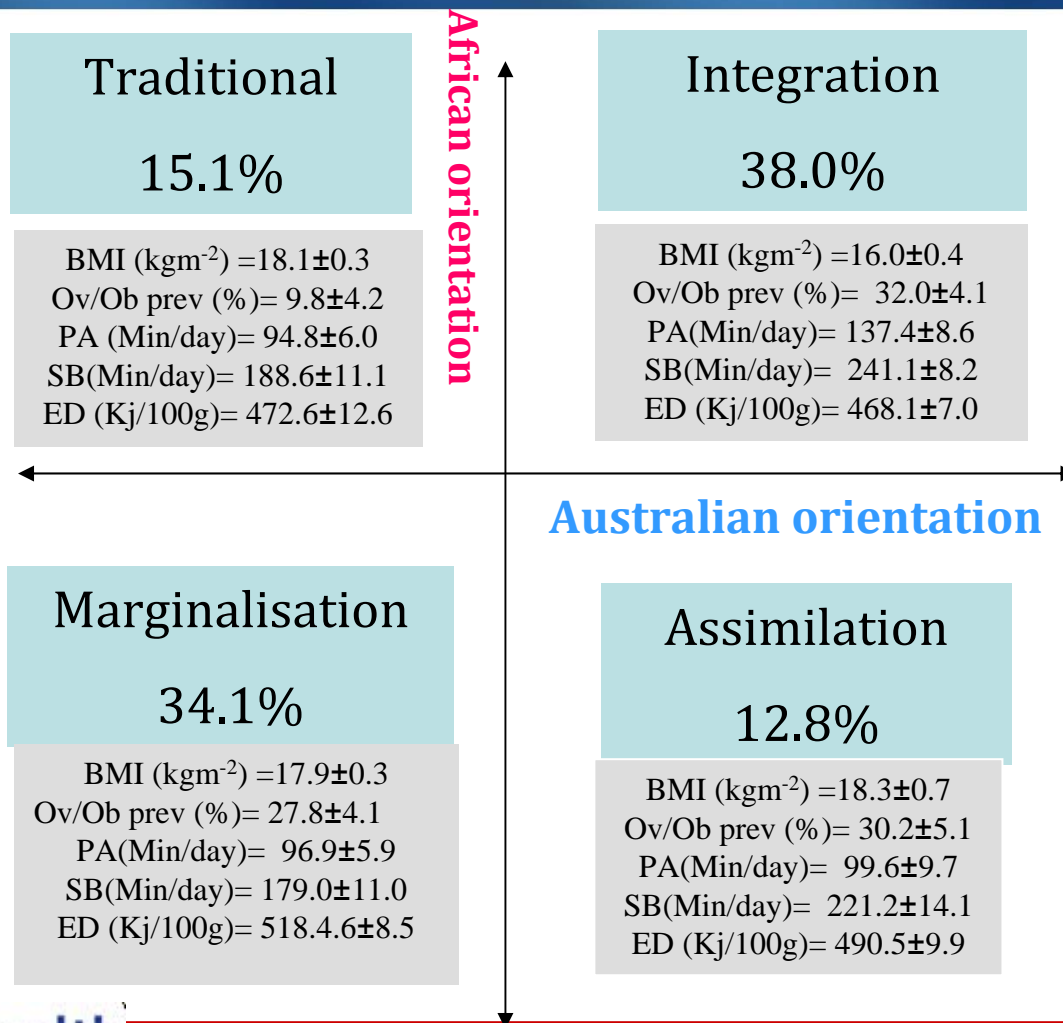 African orientation
Traditional
15.1%
BMI (kgm-2) =18.1±0.3
Ov/Ob prev (%)= 9.8±4.2
PA (Min/day)= 94.8±6.0
SB(Min/day)= 188.6±11.1
ED (Kj/100g)= 472.6±12.6
Integration
38.0%
BMI (kgm-2) =16.0±0.4
Ov/Ob prev (%)= 32.0±4.1
PA(Min/day)= 137.4±8.6
SB(Min/day)= 241.1±8.2
ED (Kj/100g)= 468.1±7.0
Australian orientation
Marginalisation
34.1%
BMI (kgm-2) =17.9±0.3
Ov/Ob prev (%)= 27.8±4.1
PA(Min/day)= 96.9±5.9
SB(Min/day)= 179.0±11.0
ED (Kj/100g)= 518.4.6±8.5
Assimilation
12.8%
BMI (kgm-2) =18.3±0.7
Ov/Ob prev (%)= 30.2±5.1
PA(Min/day)= 99.6±9.7
SB(Min/day)= 221.2±14.1
ED (Kj/100g)= 490.5±9.9